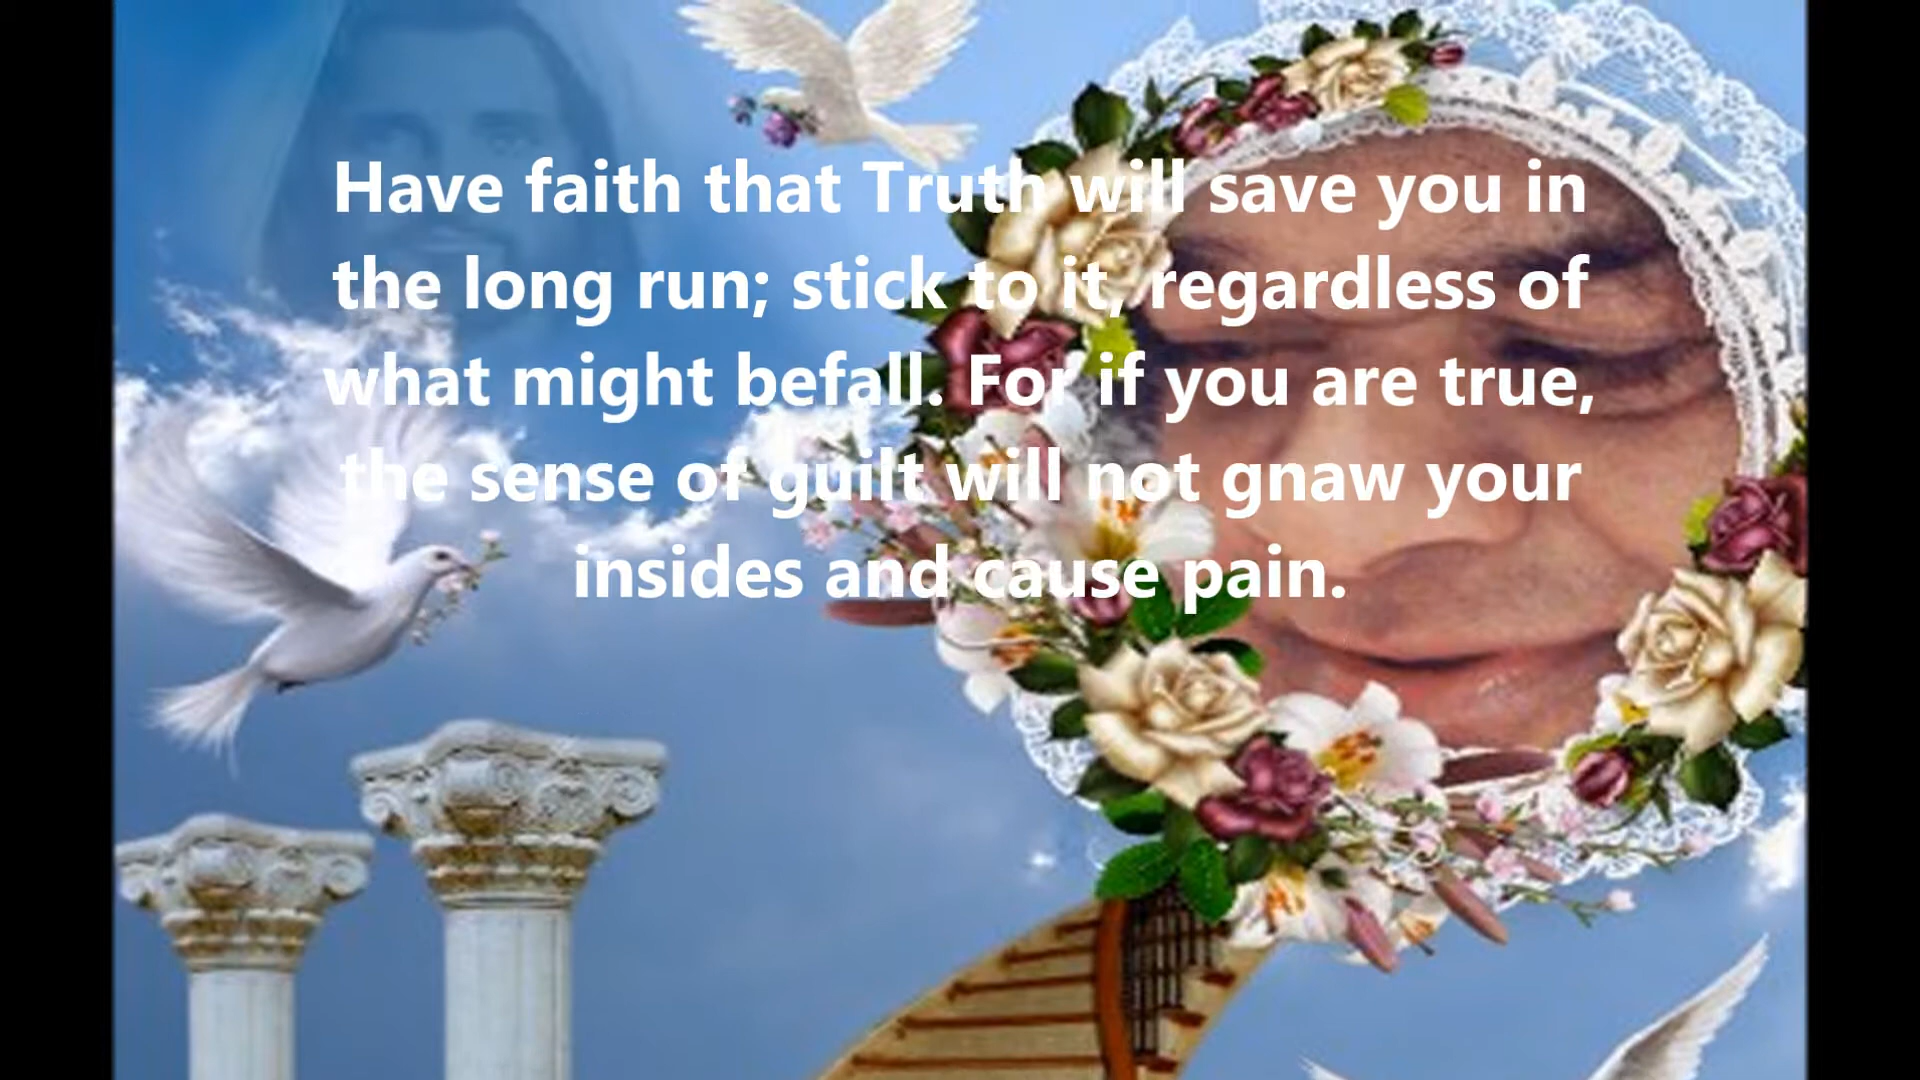 Have faith that Truth will save you in
the long run; stick to it, regardless of
what might befall. For if you are true,
the sense of guilt will not gnaw your
insides and cause pain.